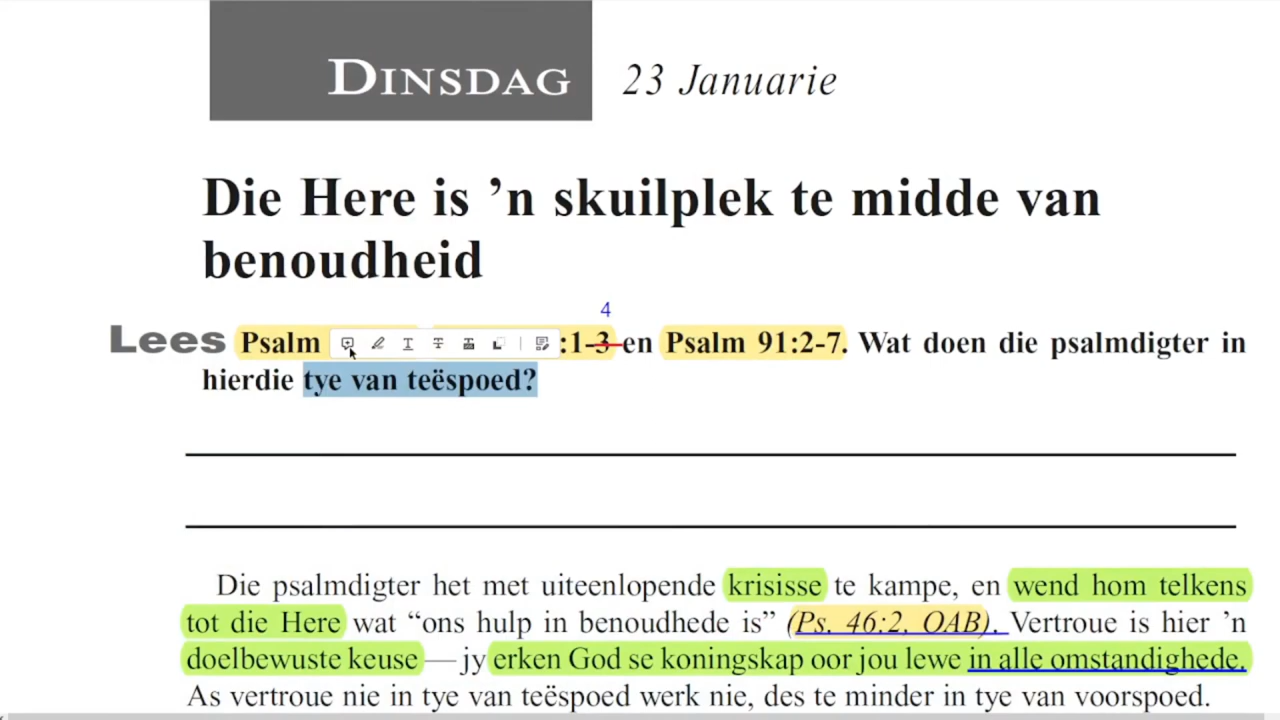 DINSDAG 23 Januarie
Die Here is ’n skuilplek te midde van
benoudheid
4
Lees Psalm :1-3 en Psalm 91:2-7. Wat doen die psalmdigter in
hierdie tye van teëspoed?
Die psalmdigter het met uiteenlopende krisisse te kampe, en wend hom telkens
tot die Here wat “ons hulp in benoudhede is” (Ps. 46:2, OAB). Vertroue is hier ’n
doelbewuste keuse — jy erken God se koningskap oor jou lewe in alle omstandighede.
As vertroue nie in tye van teëspoed werk nie, des te minder in tye van voorspoed.